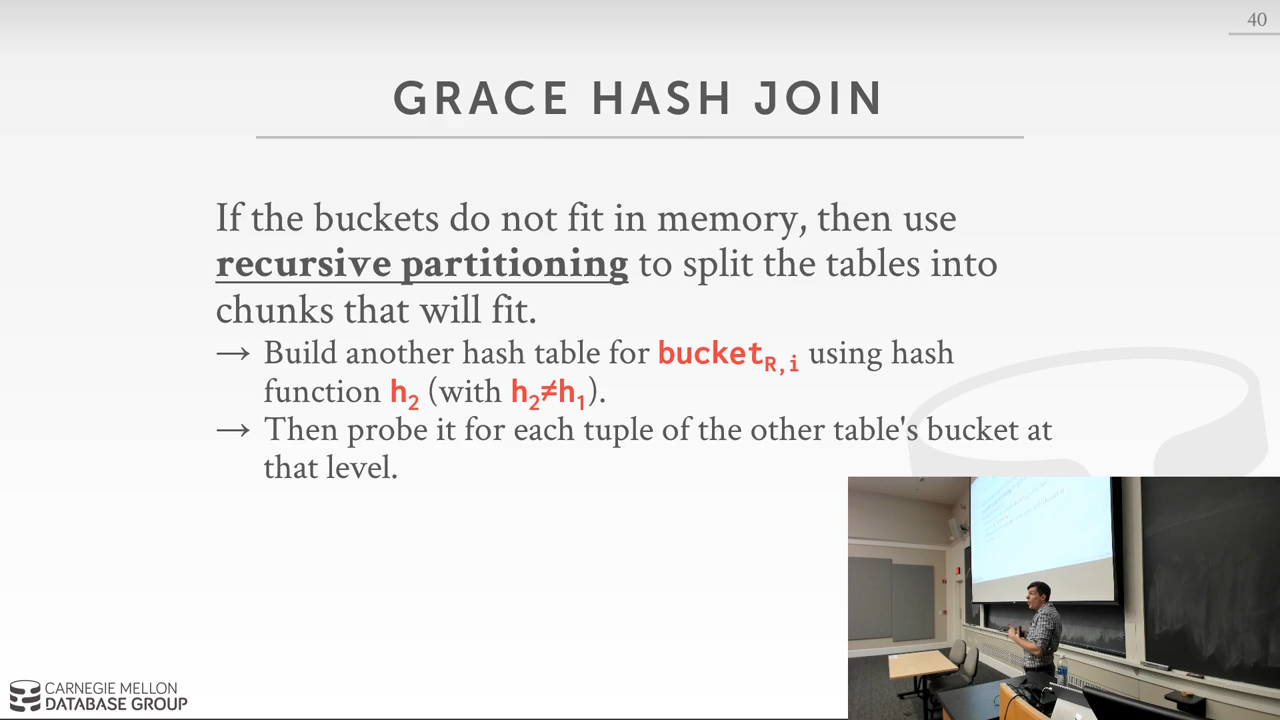 40
GRACE HASH JOIN
If the buckets do not fit in memory, then use
recursive partitioning to split the tables into
chunks that will fit.
→ Build another hash table for bucketR,i using hash
function h2 (with h2≠h1).
→ Then probe it for each tuple of the other table's bucket at
that level.
CARNEGIE MELLON
DATABASE GROUP